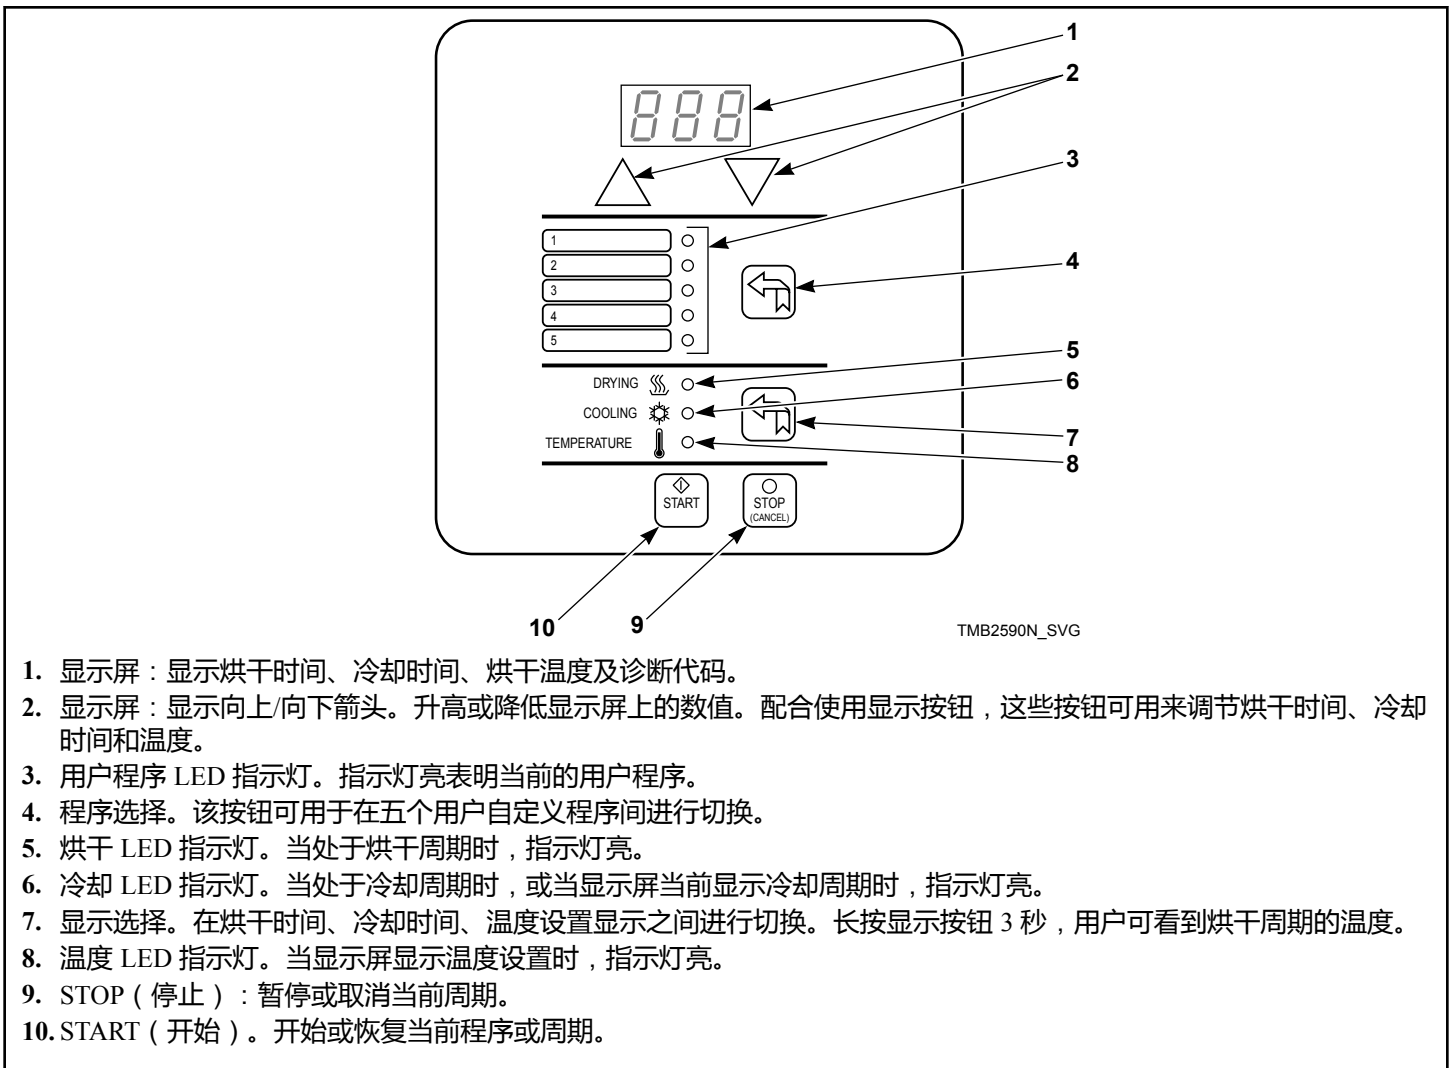 1
2
3
4
5
6
7
8
9
10
888
1
2
3
4
5
DRYING
COOLING
TEMPERATURE
START
STOP
(CANCEL)
TMB2590N_SVG
1. 显示屏：显示烘干时间、冷却时间、烘干温度及诊断代码。
2. 显示屏：显示向上/向下箭头。升高或降低显示屏上的数值。配合使用显示按钮，这些按钮可用来调节烘干时间、冷却
时间和温度。
3. 用户程序 LED 指示灯。指示灯亮表明当前的用户程序。
4. 程序选择。该按钮可用于在五个用户自定义程序间进行切换。
5. 烘干 LED 指示灯。当处于烘干周期时，指示灯亮。
6. 冷却 LED 指示灯。当处于冷却周期时，或当显示屏当前显示冷却周期时，指示灯亮。
7. 显示选择。在烘干时间、冷却时间、温度设置显示之间进行切换。长按显示按钮 3 秒，用户可看到烘干周期的温度。
8. 温度 LED 指示灯。当显示屏显示温度设置时，指示灯亮。
9. STOP（停止）：暂停或取消当前周期。
10. START（开始）。开始或恢复当前程序或周期。